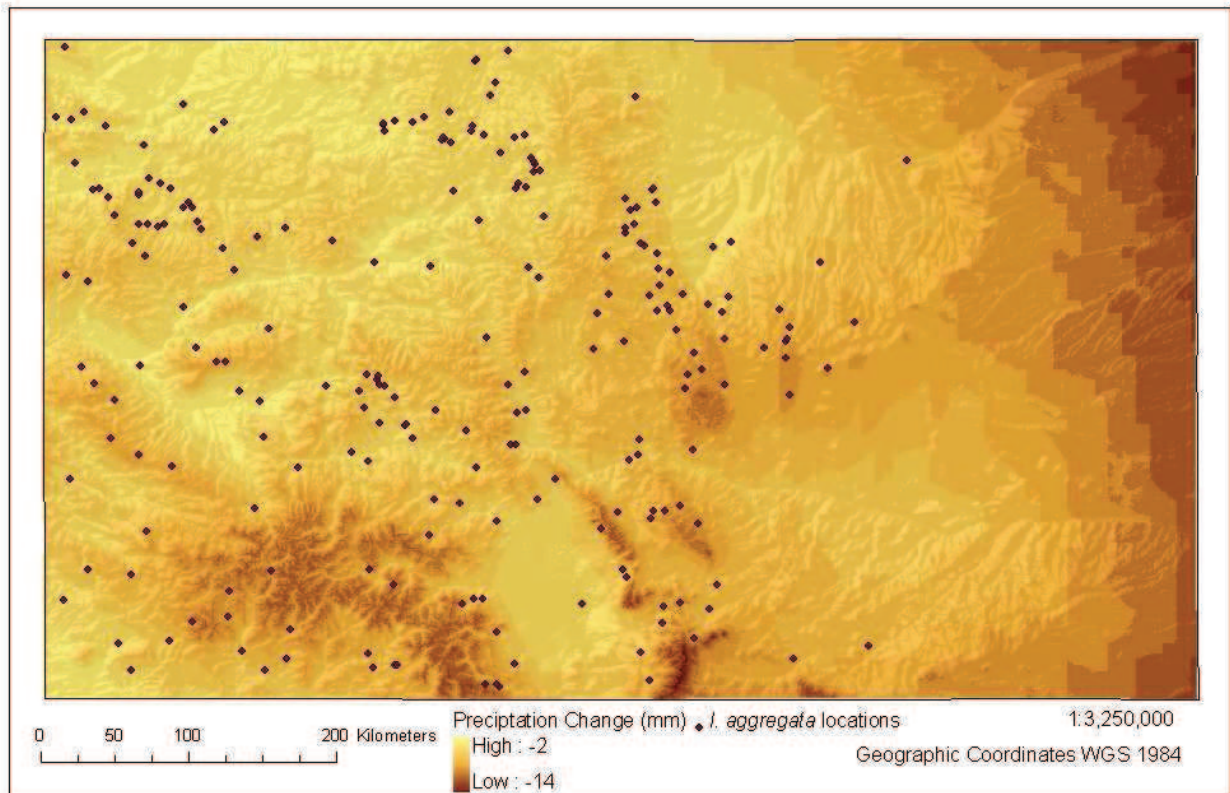 0 50 100 200 Kilometers
Preciptation Change (mm) I. aggregata locations
High : -2
Low : -14
1:3,250,000
Geographic Coordinates WGS 1984